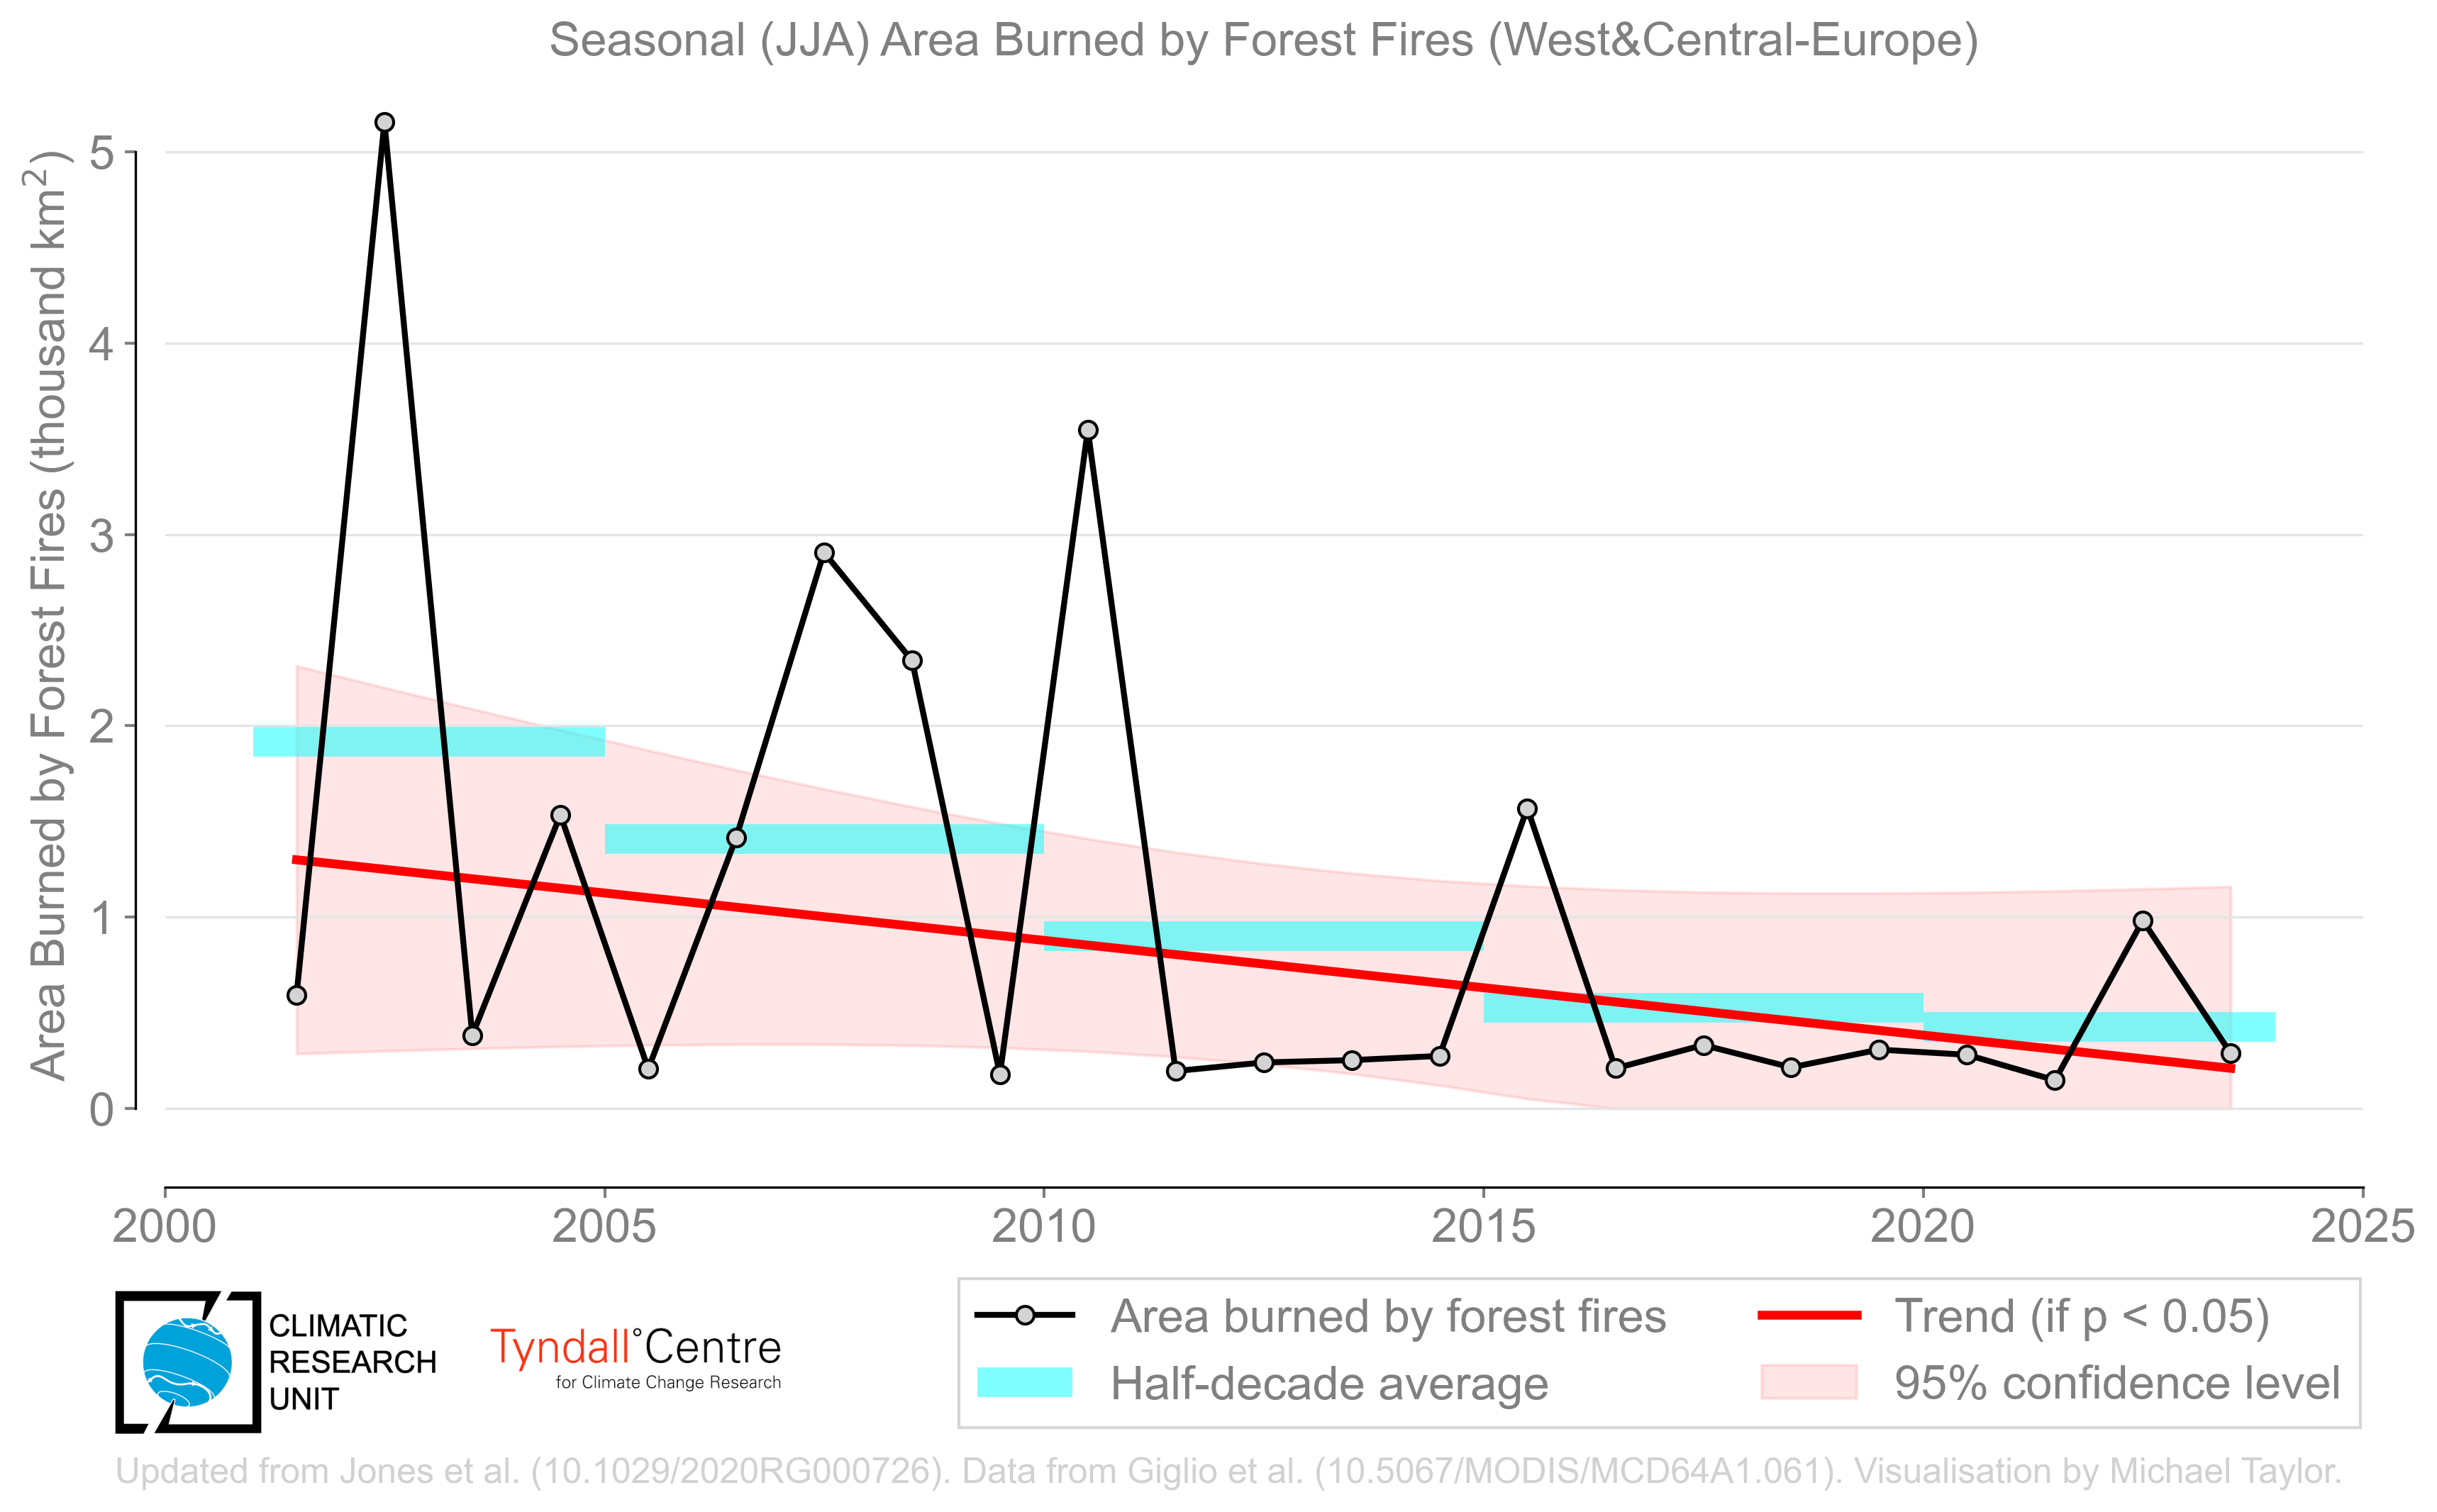 Seasonal (JJA) Area Burned by Forest Fires (West&Central-Europe)
Area Burned by Forest Fires (thousand km²)
5
4
3
2
1
0
2000 2005 2010 2015 2020 2025
CLIMATIC
RESEARCH
UNIT
Tyndall°Centre
for Climate Change Research
Area burned by forest fires
Half-decade average
Trend (if p < 0.05)
95% confidence level
Updated from Jones et al. (10.1029/2020RG000726). Data from Giglio et al. (10.5067/MODIS/MCD64A1.061). Visualisation by Michael Taylor.